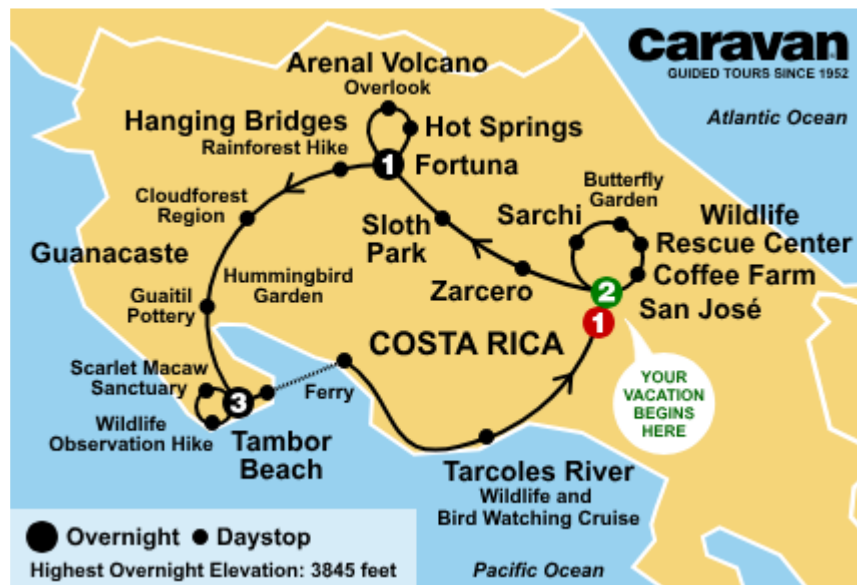 caravan
GUIDED TOURS SINCE 1952
Atlantic Ocean
Arenal Volcano
Overlook
Hot Springs
Hanging Bridges
Rainforest Hike
1
Fortuna
Cloudforest
Region
Sloth
Park
Sarchi
Butterfly
Garden
Wildlife
Rescue Center
Coffee Farm
Guanacaste
Hummingbird
Garden
Zarcero
2
San José
1
Guaitil
Pottery
COSTA RICA
YOUR
VACATION
BEGINS
HERE
Scarlet Macaw
Sanctuary
3
Ferry
Wildlife
Observation Hike
Tambor
Beach
Tarcoles River
Wildlife and
Bird Watching Cruise
Overnight Daystop
Highest Overnight Elevation: 3845 feet
Pacific Ocean